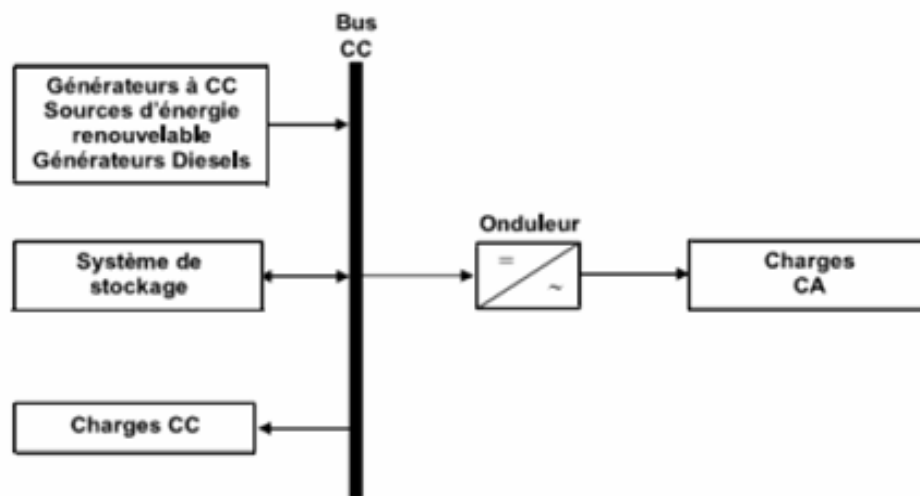 Bus
CC
Générateurs à CC
Sources d'énergie
renouvelable
Générateurs Diesels
Onduleur
=
~
Système de
stockage
Charges
CA
Charges CC